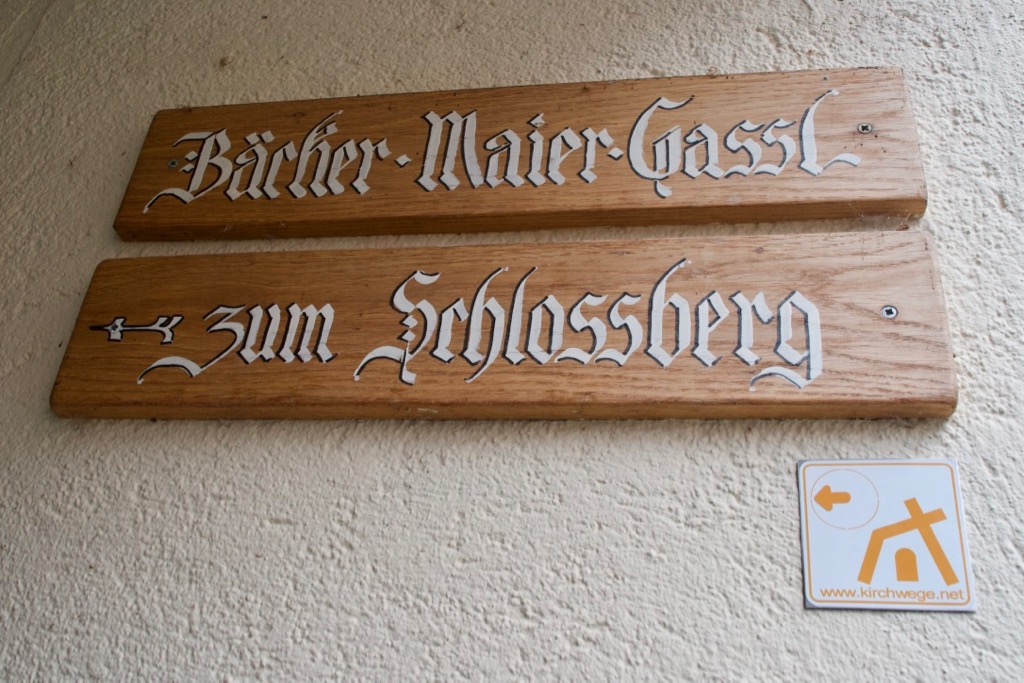 Bäcker-Maier-Gassl
zum Schlossberg
www.kirchwege.net